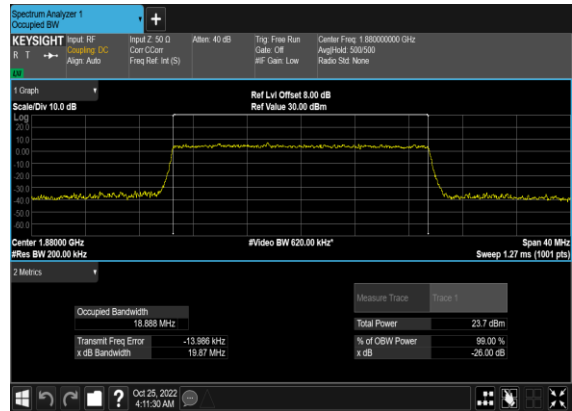 Spectrum Analyzer 1
Occupied BW
+
KEYSIGHT Input: RF Input Z: 50 Ω Atten: 40 dB Trig: Free Run Center Freq: 1.880000000 GHz
R T Coupling: DC Corr CCorr Gate: Off Avg|Hold: 500/500
Align: Auto Freq Ref: Int (S) #IF Gain: Low Radio Std: None
1 Graph
Scale/Div 10.0 dB Ref Lvl Offset 8.00 dB
Ref Value 30.00 dBm
Log
20.0
10.0
0.00
-10.0
-20.0
-30.0
-40.0
-50.0
-60.0
Center 1.88000 GHz #Video BW 620.00 kHz* Span 40 MHz
#Res BW 200.00 kHz Sweep 1.27 ms (1001 pts)
2 Metrics
Measure Trace Trace 1
Occupied Bandwidth
18.888 MHz Total Power 23.7 dBm
Transmit Freq Error -13.986 kHz % of OBW Power 99.00 %
x dB Bandwidth 19.87 MHz x dB -26.00 dB
? Oct 25, 2022
4:11:30 AM